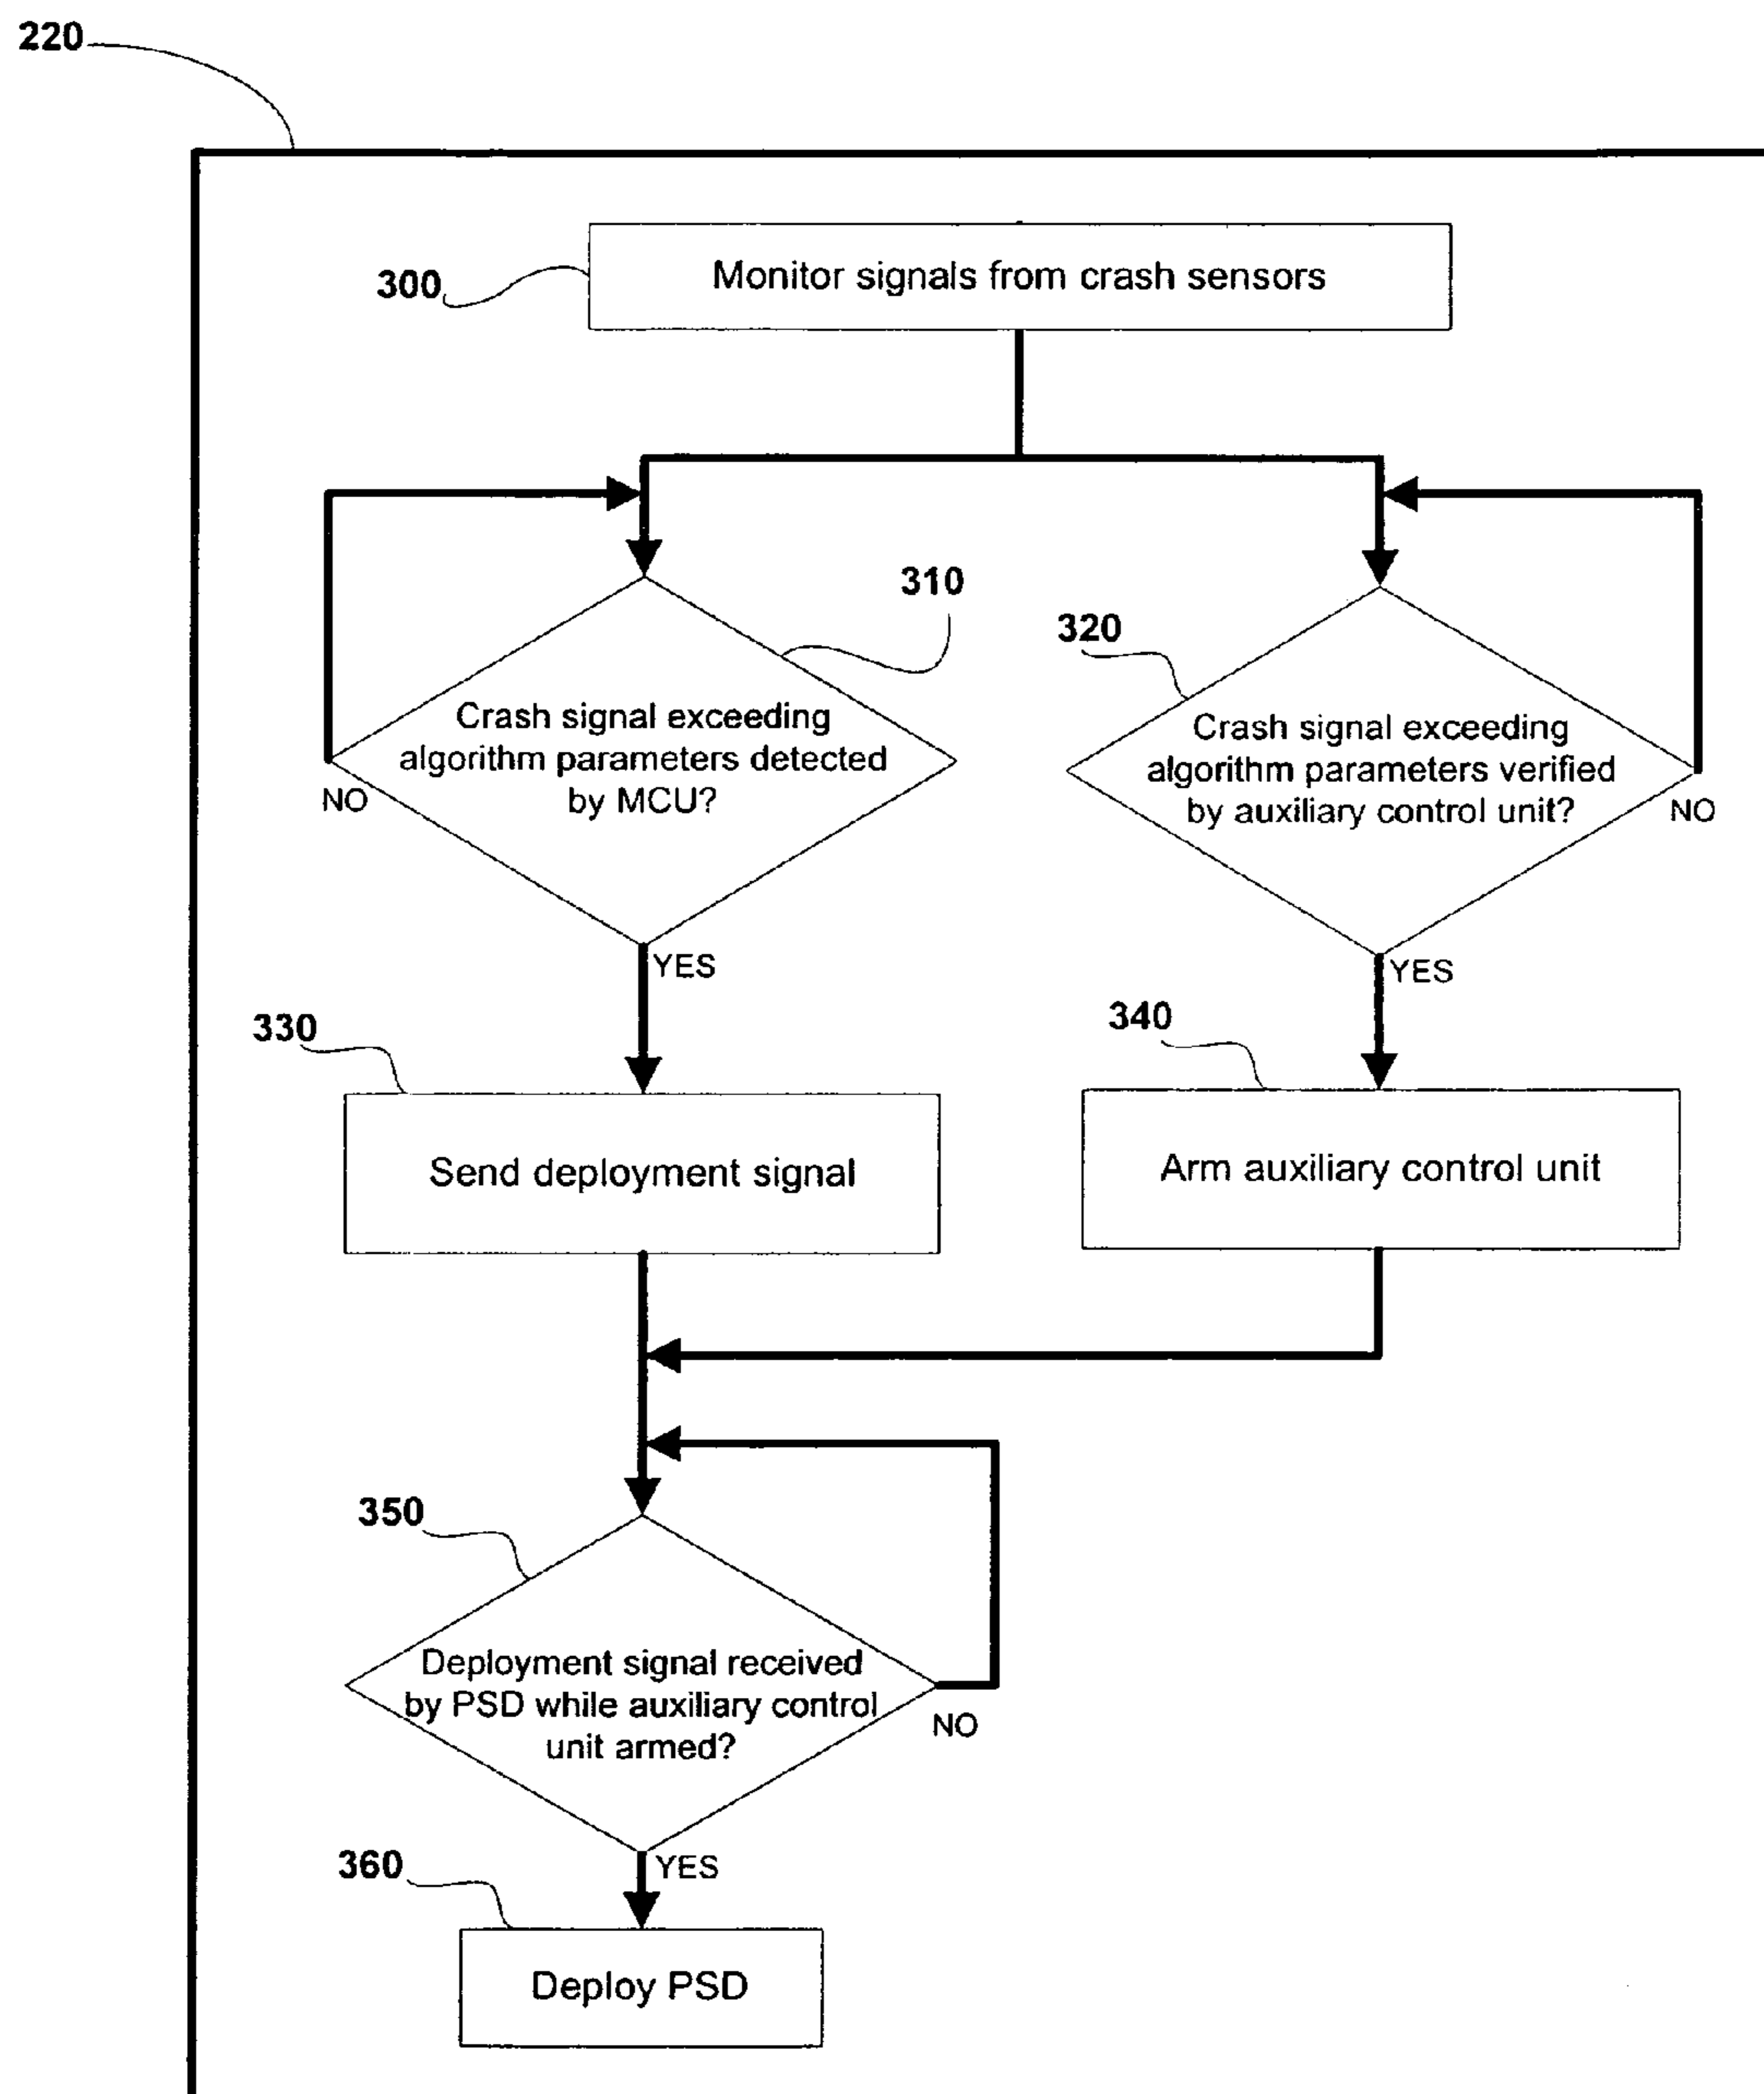 220
300
Monitor signals from crash sensors
310
Crash signal exceeding
algorithm parameters detected
by MCU?
NO
YES
320
Crash signal exceeding
algorithm parameters verified
by auxiliary control unit?
NO
YES
330
Send deployment signal
340
Arm auxiliary control unit
350
Deployment signal received
by PSD while auxiliary control
unit armed?
NO
YES
360
Deploy PSD